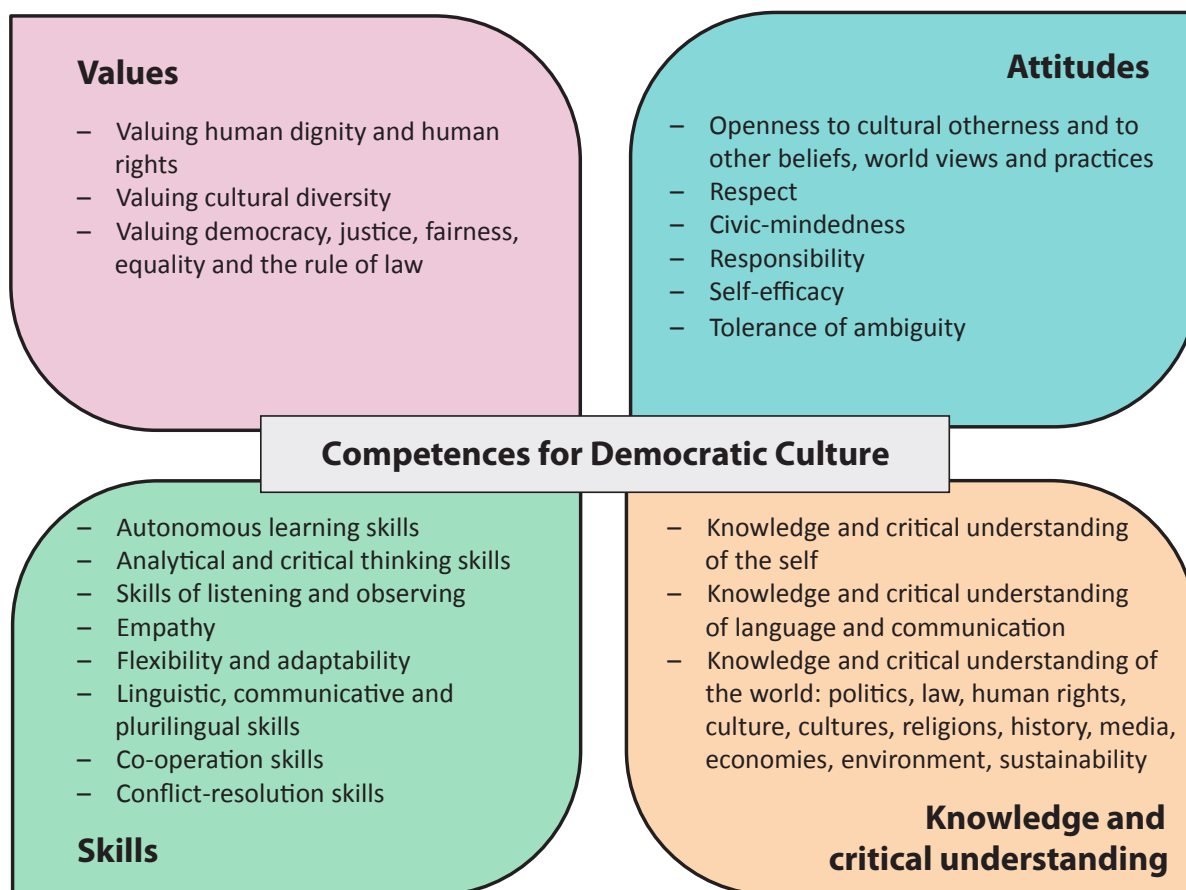 Values
– Valuing human dignity and human
rights
– Valuing cultural diversity
– Valuing democracy, justice, fairness,
equality and the rule of law
Attitudes
– Openness to cultural otherness and to
other beliefs, world views and practices
– Respect
– Civic-mindedness
– Responsibility
– Self-efficacy
– Tolerance of ambiguity
Competences for Democratic Culture
– Autonomous learning skills
– Analytical and critical thinking skills
– Skills of listening and observing
– Empathy
– Flexibility and adaptability
– Linguistic, communicative and
plurilingual skills
– Co-operation skills
– Conflict-resolution skills
Skills
– Knowledge and critical understanding
of the self
– Knowledge and critical understanding
of language and communication
– Knowledge and critical understanding of
the world: politics, law, human rights,
culture, cultures, religions, history, media,
economies, environment, sustainability
Knowledge and
critical understanding